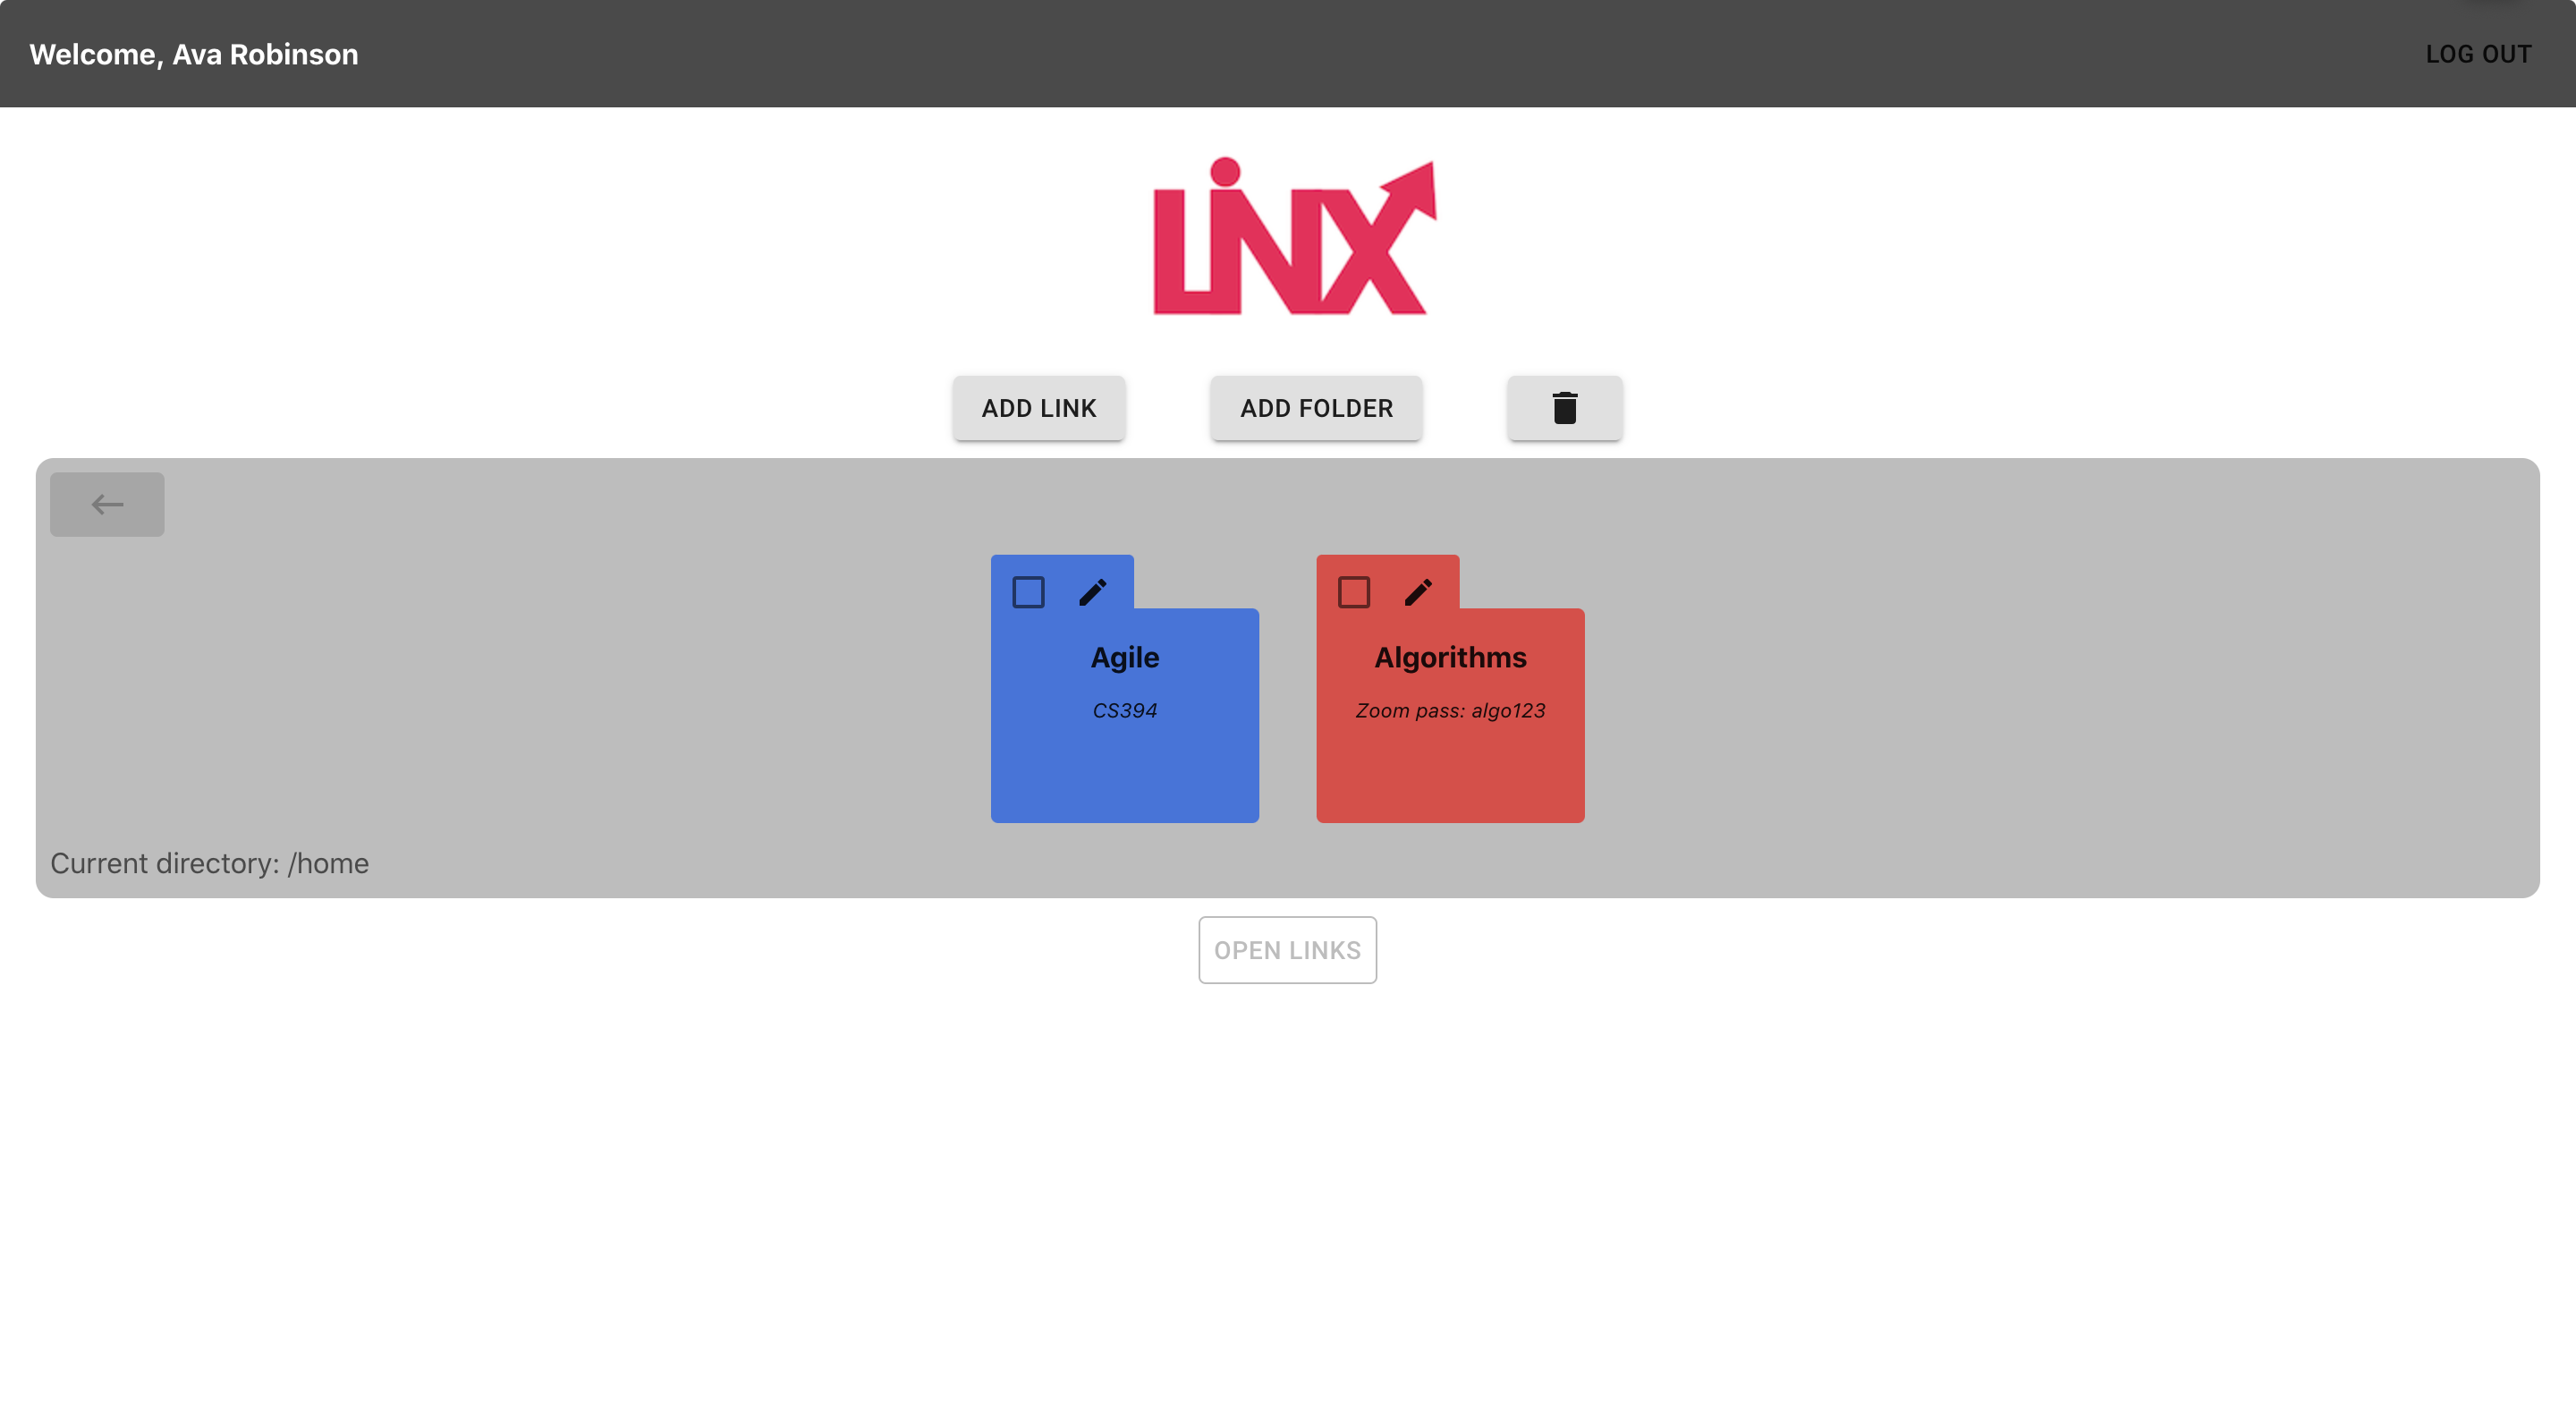 Welcome, Ava Robinson
LOG OUT
LiNX
ADD LINK
ADD FOLDER
Agile
CS394
Algorithms
Zoom pass: algo123
Current directory: /home
OPEN LINKS